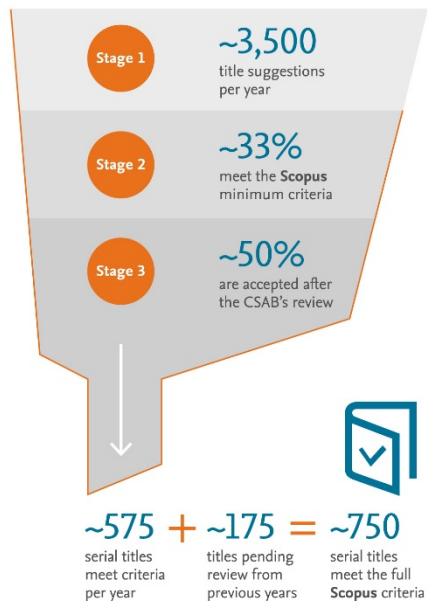 Stage 1
~3,500
title suggestions
per year
Stage 2
~33%
meet the Scopus
minimum criteria
Stage 3
~50%
are accepted after
the CSAB's review
~575 + ~175 = ~750
serial titles
meet criteria
per year
titles pending
review from
previous years
serial titles
meet the full
Scopus criteria